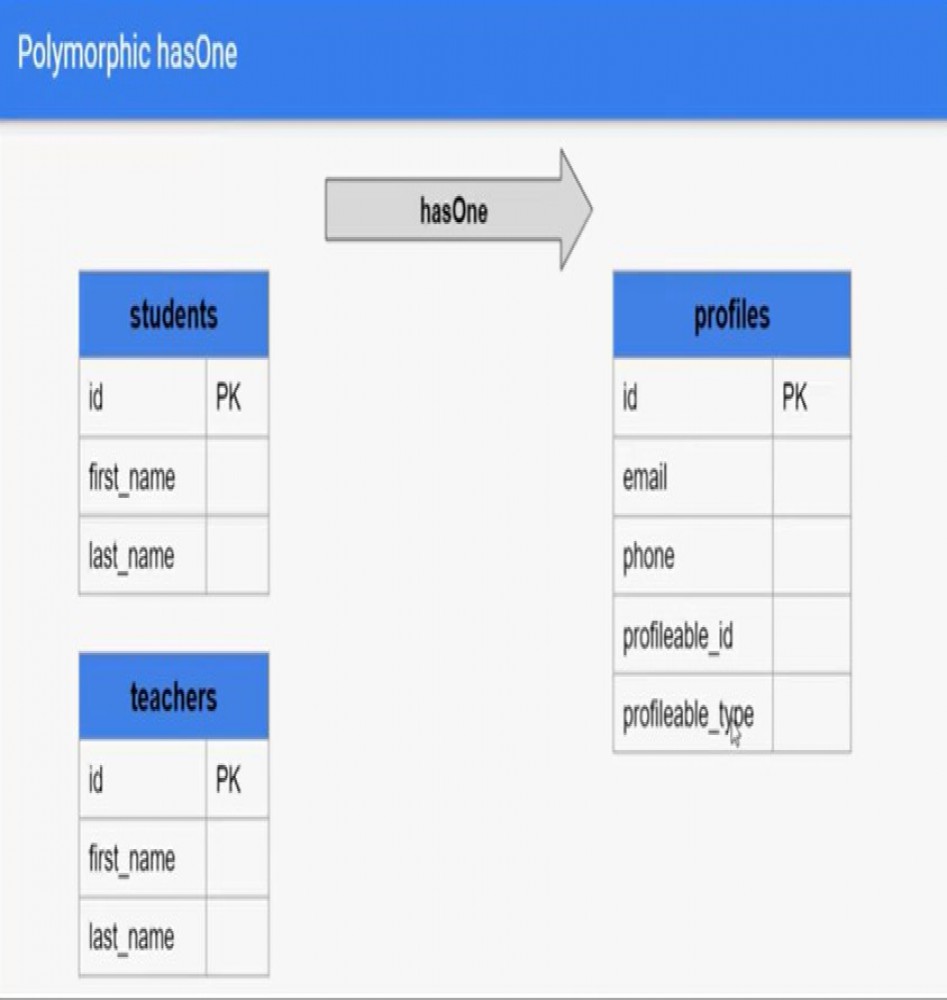 Polymorphic hasOne
hasOne
students
id PK
first_name
last_name
teachers
id PK
first_name
last_name
profiles
id PK
email
phone
profileable_id
profileable_type